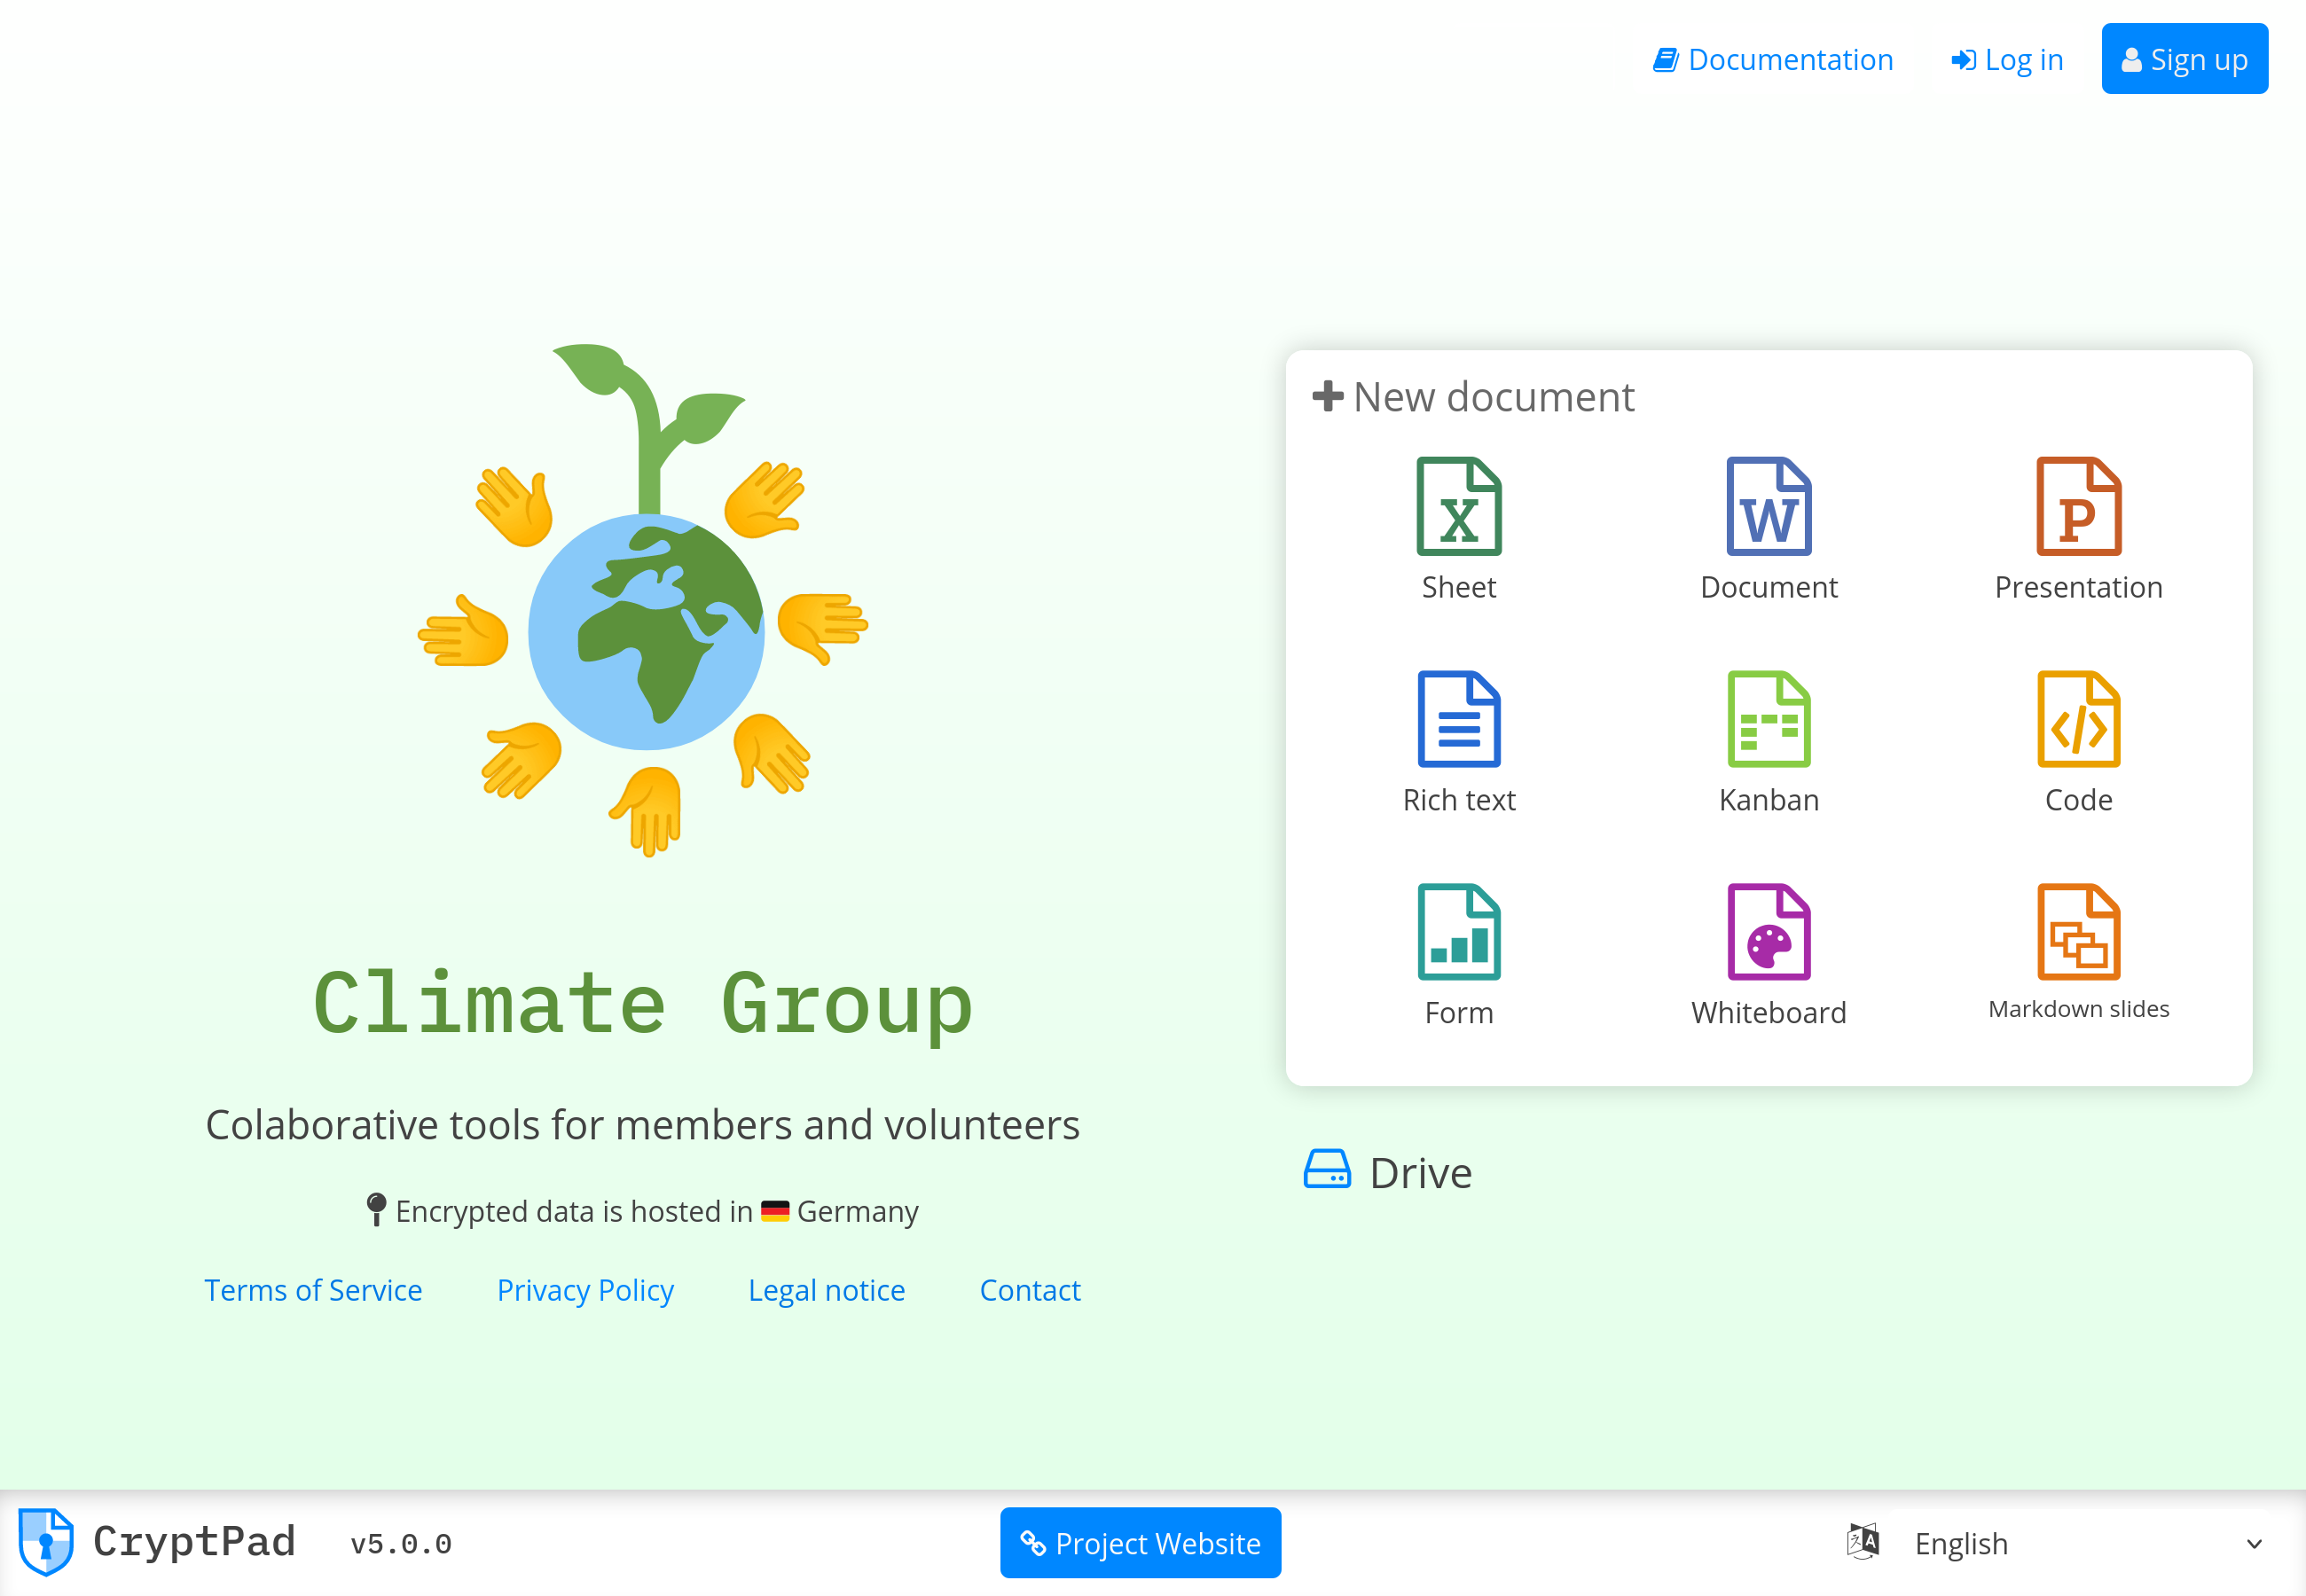 Documentation
Log in
Sign up
New document
X
W
P
Sheet
Document
Presentation
Rich text
Kanban
Code
Form
Whiteboard
Markdown slides
Climate Group
Colaborative tools for members and volunteers
Encrypted data is hosted in Germany
Terms of Service
Privacy Policy
Legal notice
Contact
Drive
CryptPad
v5.0.0
Project Website
English